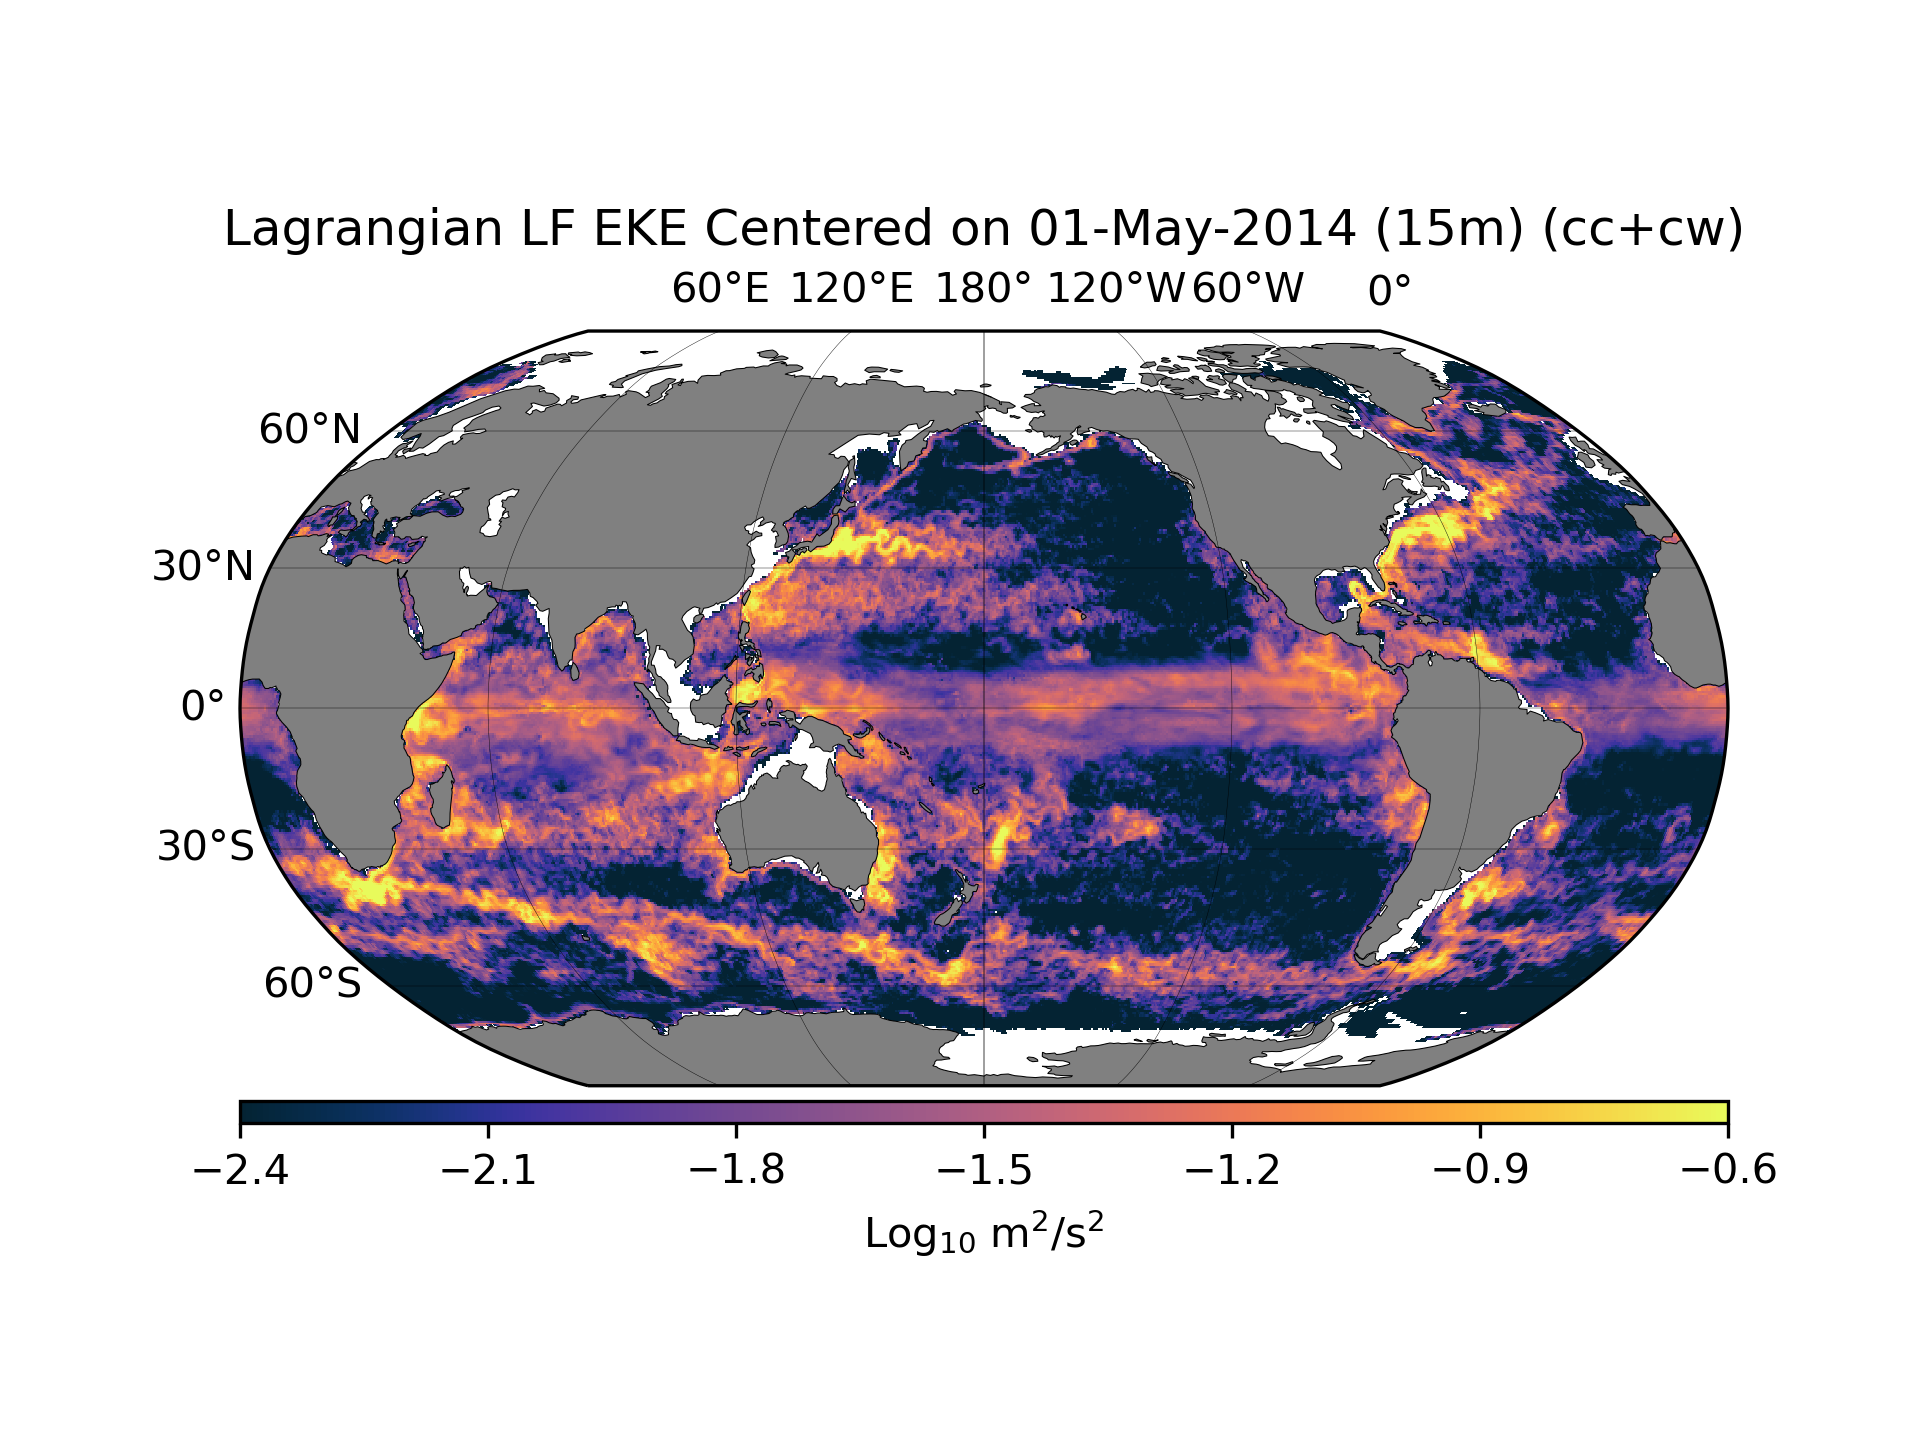 Lagrangian LF EKE Centered on 01-May-2014 (15m) (cc+cw)
60°E 120°E 180° 120°W 60°W 0°
60°N
30°N
0°
30°S
60°S
−2.4 −2.1 −1.8 −1.5 −1.2 −0.9 −0.6
Log₁₀ m²/s²